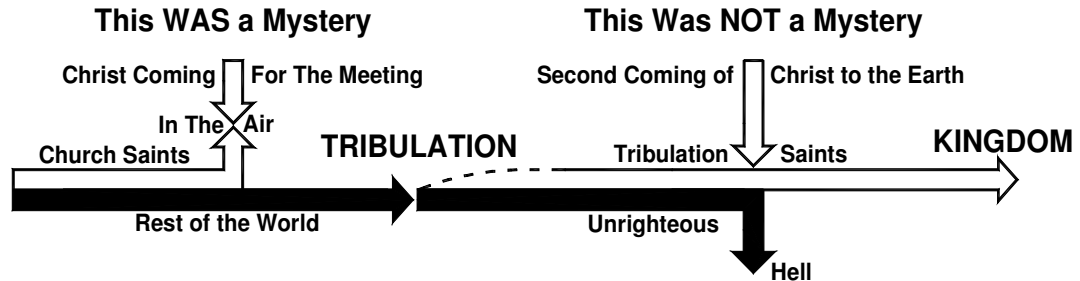 This WAS a Mystery
This Was NOT a Mystery
Christ Coming For The Meeting
Second Coming of Christ to the Earth
In The Air
TRIBULATION
KINGDOM
Church Saints
Tribulation Saints
Rest of the World
Unrighteous
Hell